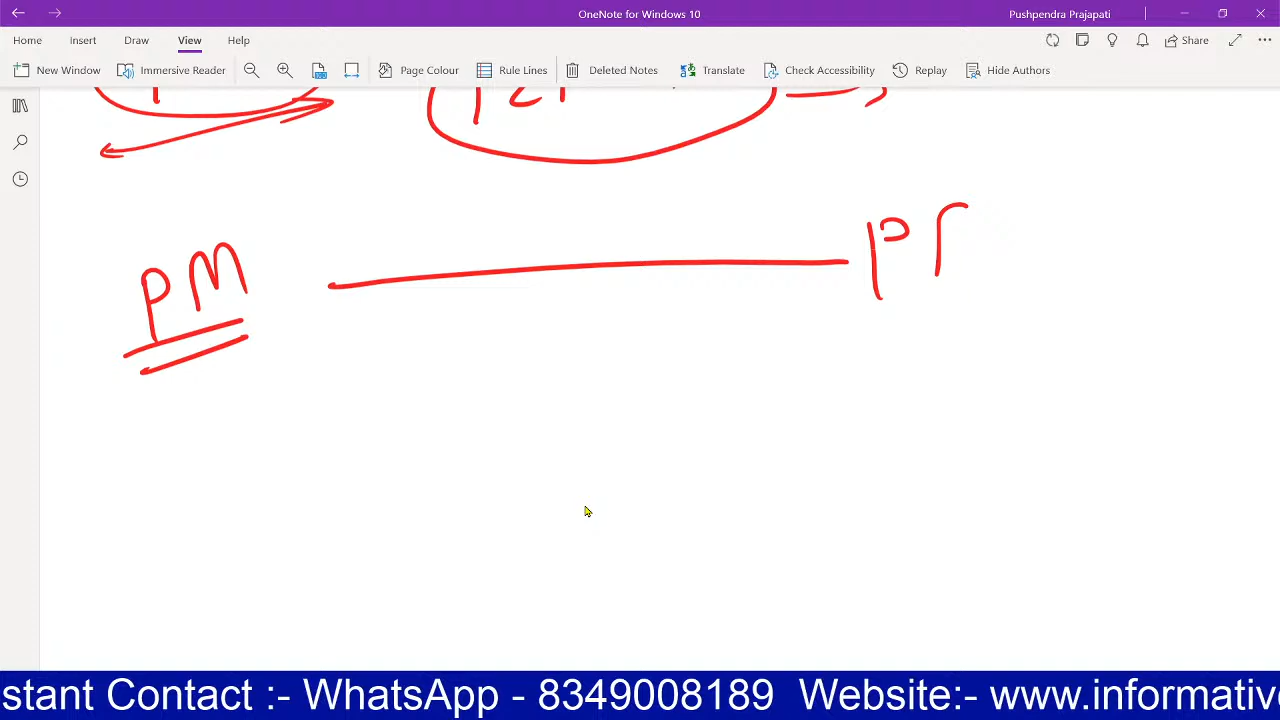 OneNote for Windows 10
Pushpendra Prajapati
Home Insert Draw View Help
Share
New Window Immersive Reader Page Colour Rule Lines Deleted Notes Translate Check Accessibility Replay Hide Authors
PM
stant Contact :- WhatsApp - 8349008189 Website:- www.informativ